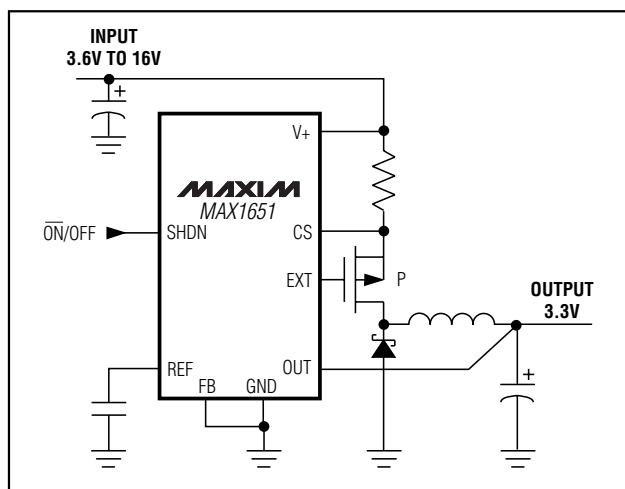 INPUT
3.6V TO 16V
+
V+
MAXIM
MAX1651
ON/OFF
SHDN
CS
EXT
P
OUTPUT
3.3V
REF
OUT
FB
GND
+